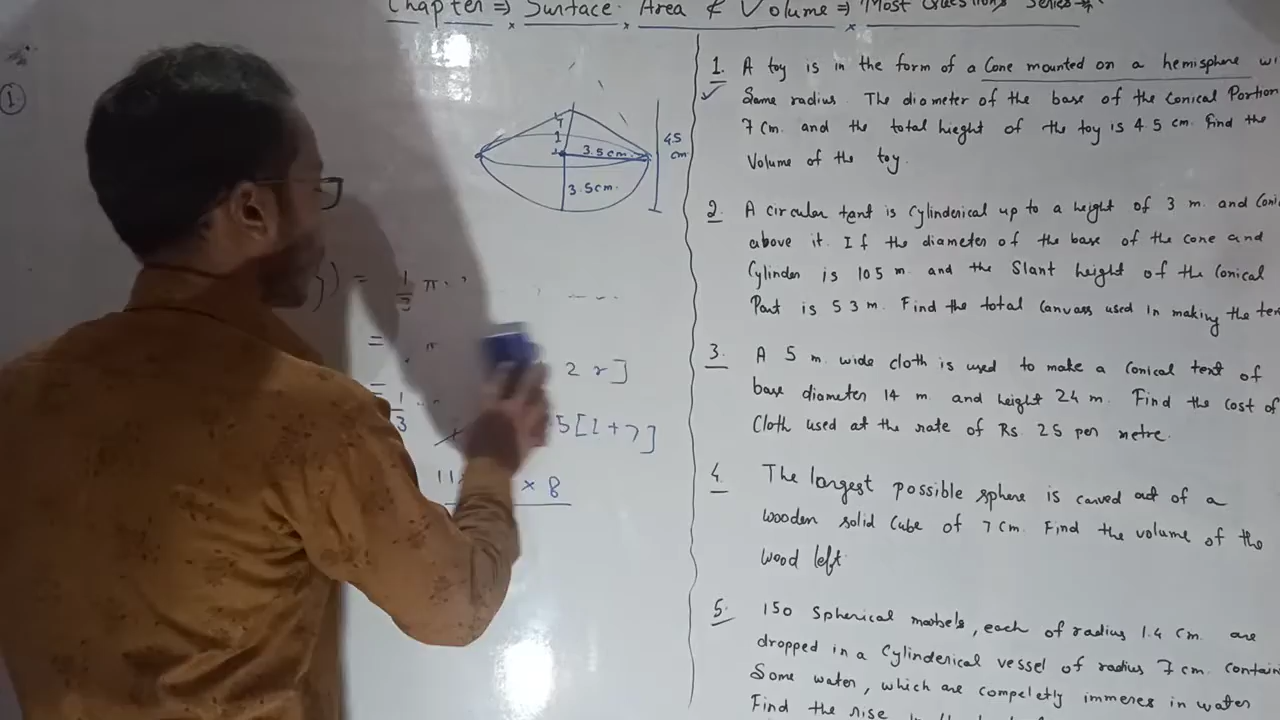 Chapter ⇒ Surface Area & Volume ⇒ Most Questions Series
1.
4
1
3.5 cm.
3.5 cm.
4.5
cm
= 1/3 π
= π
2 r]
= 1/3
5[1+7]
11 × 8
1. A toy is in the form of a Cone mounted on a hemisphere
Same radius. The diameter of the base of the Conical Portion
7 cm. and the total hieght of the toy is 4.5 cm. Find the
Volume of the toy.
2. A circular tent is Cylinderical up to a height of 3 m. and
above it. If the diameter of the base of the cone and
Cylinder is 105 m. and the Slant height of the Conical
Part is 53 m. Find the total Canvass used in making the
3. A 5 m. wide cloth is used to make a Conical tent of
base diameter 14 m. and height 24 m. Find the cost of
Cloth used at the rate of Rs. 25 per metre.
4. The longest possible sphere is carved out of a
wooden solid Cube of 7 cm. Find the volume of the
wood left.
5. 150 Spherical marbels, each of radius 1.4 cm. are
dropped in a Cylinderical vessel of radius 7 cm.
Some water, which are compeletly immeres in water
Find the rise